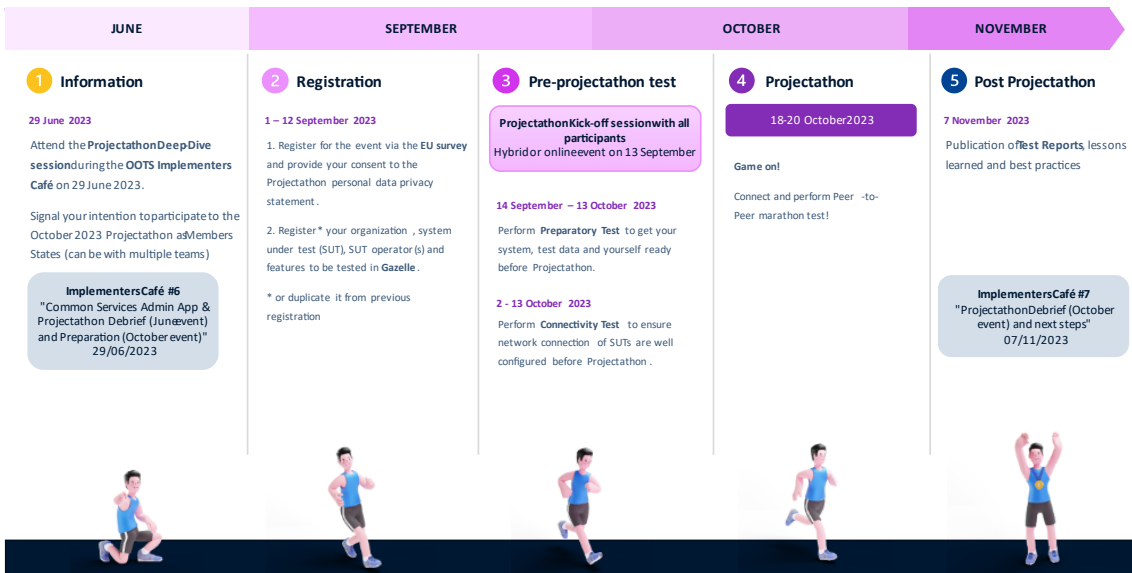 JUNE
SEPTEMBER
OCTOBER
NOVEMBER
1 Information
29 June 2023
Attend the Projectathon Deep-Dive
session during the OOTS Implementers
Café on 29 June 2023.
Signal your intention to participate to the
October 2023 Projectathon as Members
States (can be with multiple teams)
Implementers Café #6
"Common Services Admin App &
Projectathon Debrief (June event)
and Preparation (October event)"
29/06/2023
2 Registration
1 – 12 September 2023
1. Register for the event via the EU survey
and provide your consent to the
Projectathon personal data privacy
statement.
2. Register* your organization, system
under test (SUT), SUT operator(s) and
features to be tested in Gazelle.
* or duplicate it from previous
registration
3 Pre-projectathon test
Projectathon Kick-off session with all
participants
Hybrid or online event on 13 September
14 September – 13 October 2023
Perform Preparatory Test to get your
system, test data and yourself ready
before Projectathon.
2 - 13 October 2023
Perform Connectivity Test to ensure
network connection of SUTs are well
configured before Projectathon.
4 Projectathon
18-20 October 2023
Game on!
Connect and perform Peer -to-
Peer marathon test!
5 Post Projectathon
7 November 2023
Publication of Test Reports, lessons
learned and best practices
Implementers Café #7
"Projectathon Debrief (October
event) and next steps"
07/11/2023